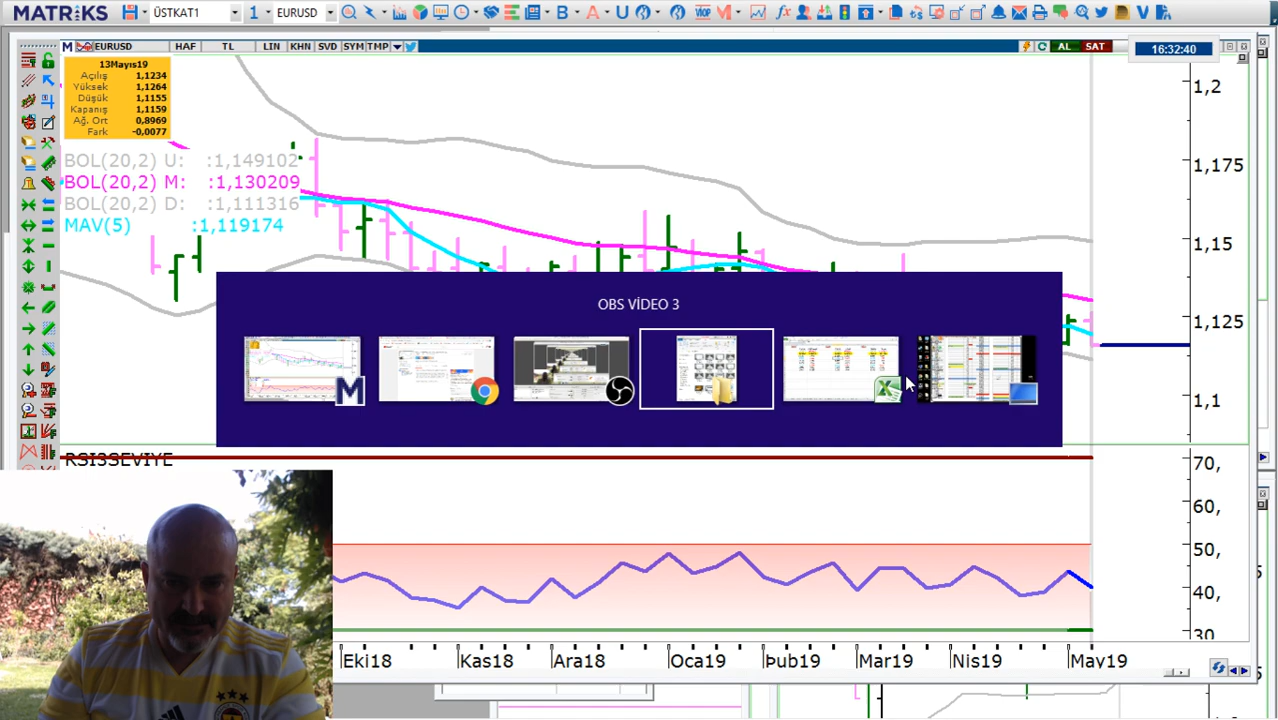 MATRİKS ÜSTKAT1 1 EURUSD B A U
M EURUSD HAF TL LIN KHN SVD SYM TMP AL SAT 16:32:40
13Mayıs19
Açılış 1,1234
Yüksek 1,1264
Düşük 1,1155
Kapanış 1,1159
Ağ. Ort 0,8969
Fark -0,0077
BOL(20,2) U: :1,149102
BOL(20,2) M: :1,130209
BOL(20,2) D: :1,111316
MAV(5) :1,119174
1,2
1,175
1,15
1,125
1,1
OBS VİDEO 3
RSI3SEVIYE
70,
60,
50,
40,
30
Eki18 Kas18 Ara18 Oca19 Þub19 Mar19 Nis19 May19